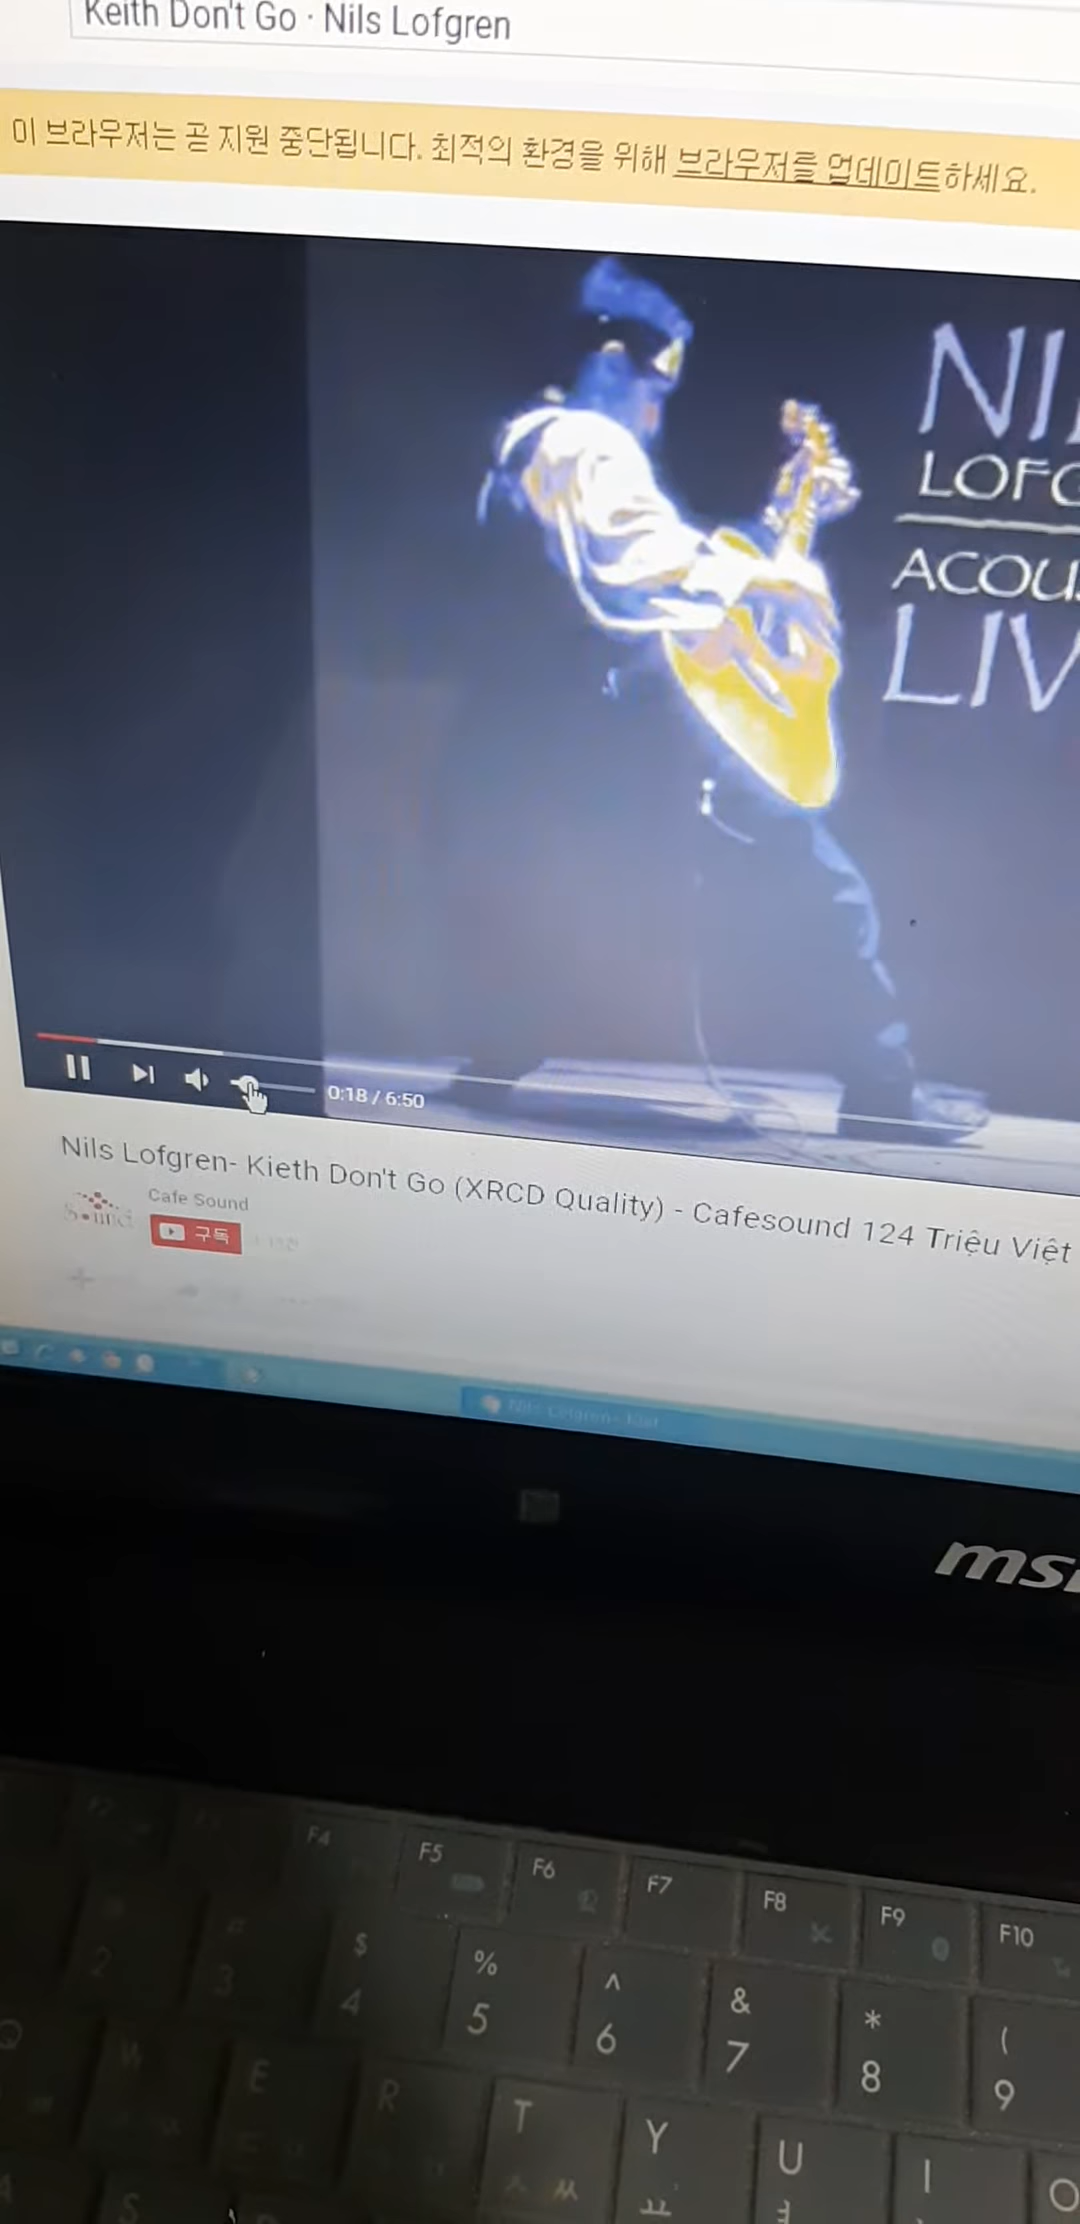 Keith Don't Go · Nils Lofgren
이 브라우저는 곧 지원 중단됩니다. 최적의 환경을 위해 브라우저를 업데이트하세요.
NI
LOFG
ACOU
LIV
0:18 / 6:50
Nils Lofgren- Kieth Don't Go (XRCD Quality) - Cafesound 124 Triệu Việt
Cafe Sound
구독
msi
F4 F5 F6 F7 F8 F9 F10
$ % ^ & * (
2 3 4 5 6 7 8 9
W E R T Y U I O
ㅅ ㅆ ㅛ ㅕ
S